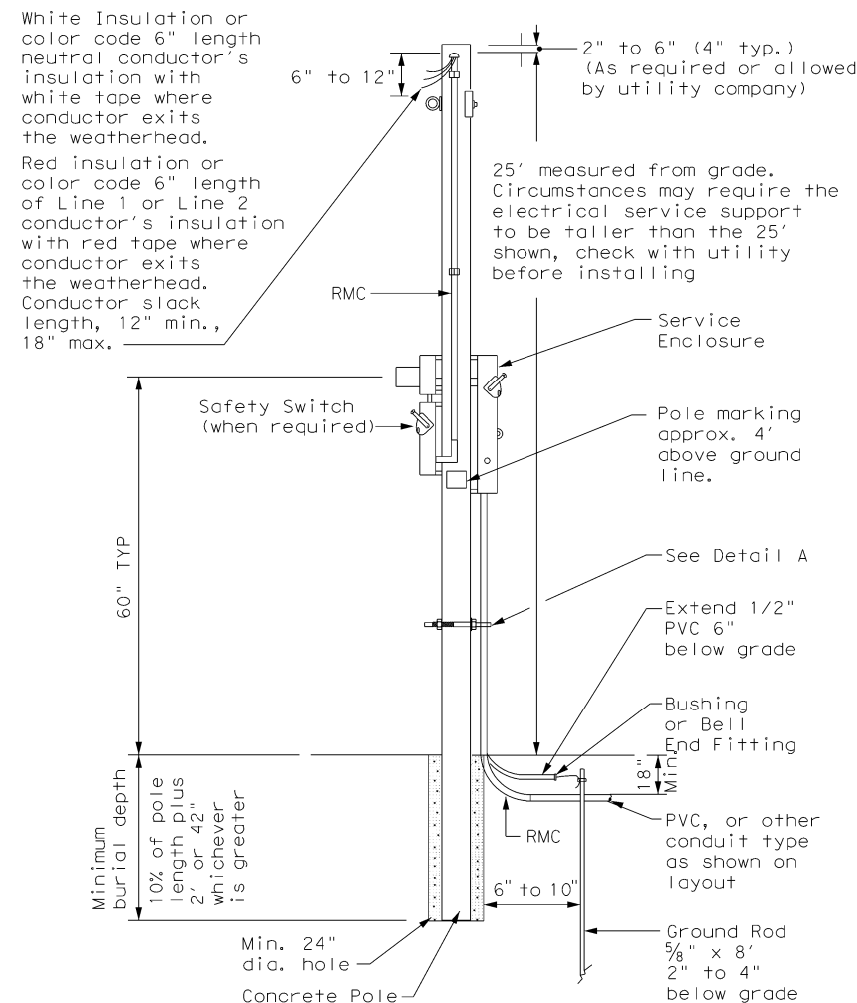 White Insulation or
color code 6" length
neutral conductor's
insulation with
white tape where
conductor exits
the weatherhead.
Red insulation or
color code 6" length
of Line 1 or Line 2
conductor's insulation
with red tape where
conductor exits
the weatherhead.
Conductor slack
length, 12" min.,
18" max.
6" to 12"
2" to 6" (4" typ.)
(As required or allowed
by utility company)
25' measured from grade.
Circumstances may require the
electrical service support
to be taller than the 25'
shown, check with utility
before installing
RMC
Service
Enclosure
Safety Switch
(when required)
Pole marking
approx. 4'
above ground
line.
60" TYP
See Detail A
Extend 1/2"
PVC 6"
below grade
Bushing
or Bell
End Fitting
18"
Min.
Minimum
burial depth
10% of pole
length plus
2' or 42"
whichever
is greater
RMC
PVC, or other
conduit type
as shown on
layout
6" to 10"
Min. 24"
dia. hole
Concrete Pole
Ground Rod
5/8" x 8'
2" to 4"
below grade